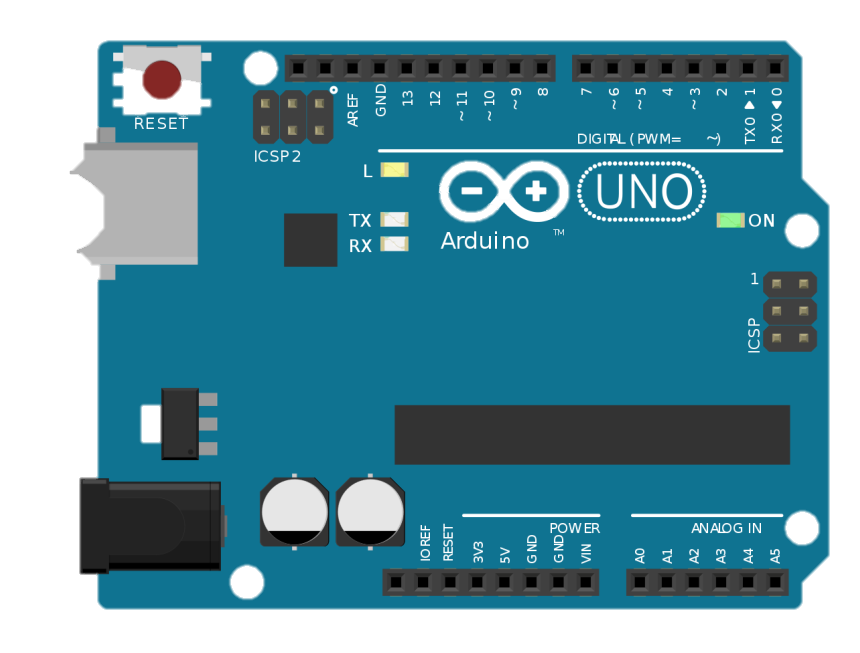 RESET
ICSP2
AREF
GND
13
12
~11
~10
~9
8
7
~6
~5
4
~3
2
TX0▶1
RX0◀0
DIGITAL (PWM= ~)
L
TX
RX
UNO
Arduino
TM
ON
1
ICSP
POWER
ANALOG IN
IOREF
RESET
3V3
5V
GND
GND
VIN
A0
A1
A2
A3
A4
A5